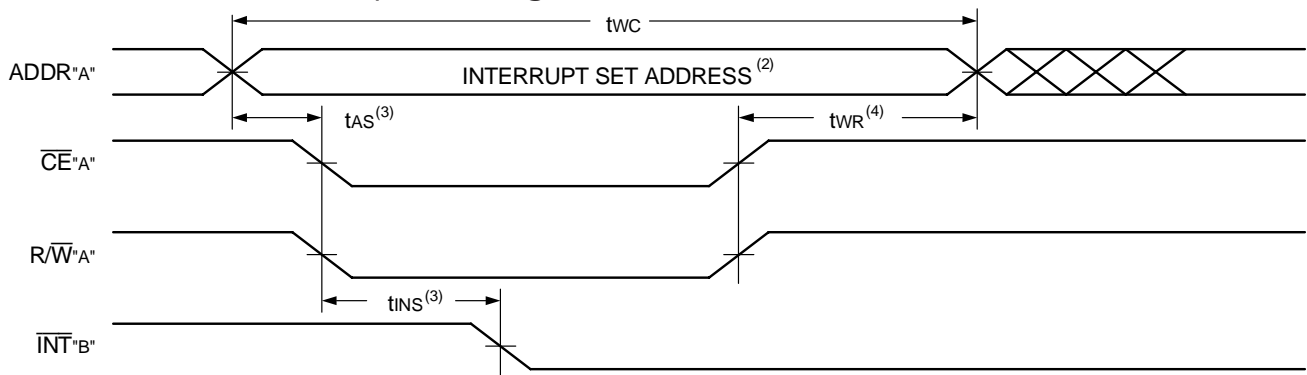 tWC
ADDR"A"
INTERRUPT SET ADDRESS(2)
tAS(3)
tWR(4)
CE"A"
R/W"A"
tINS(3)
INT"B"